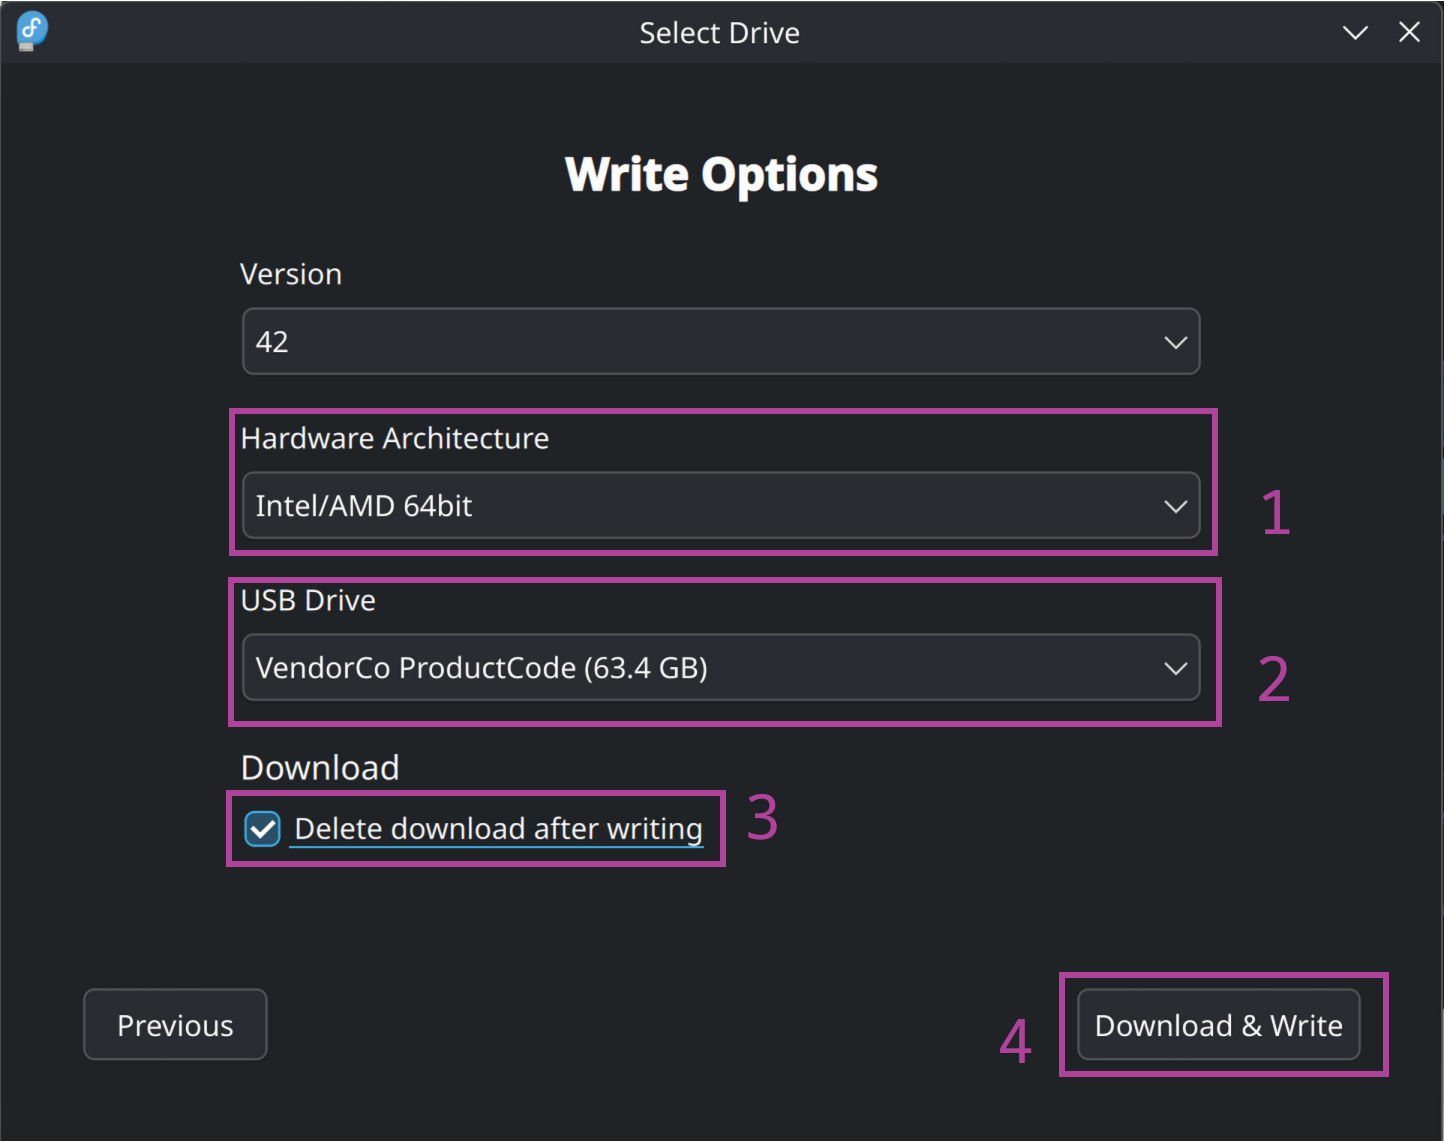 Select Drive
Write Options
Version
42
Hardware Architecture
Intel/AMD 64bit
1
USB Drive
VendorCo ProductCode (63.4 GB)
2
Download
Delete download after writing
3
Previous
4
Download & Write